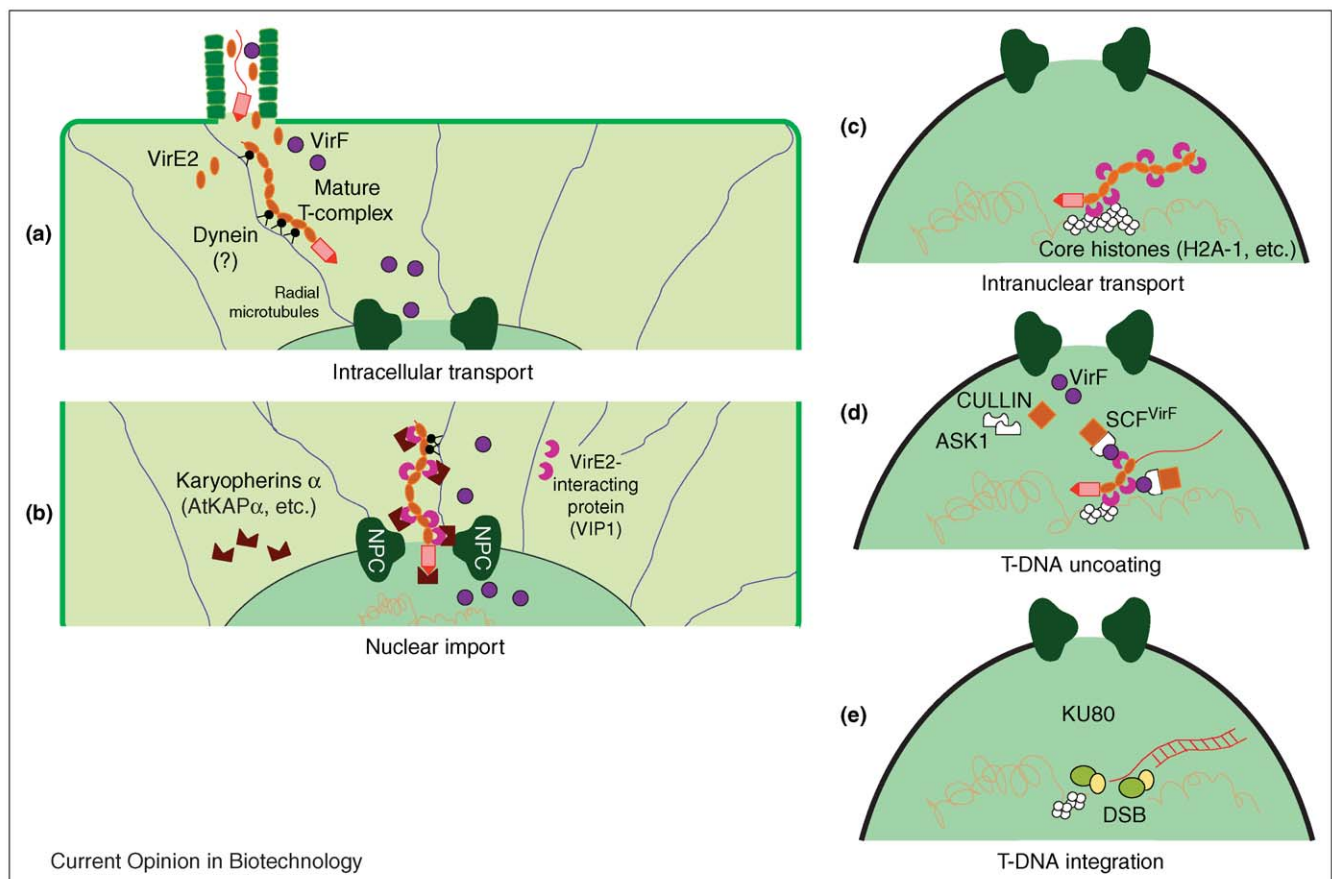 (a)
VirE2
VirF
Mature
T-complex
Dynein
(?)
Radial
microtubules
Intracellular transport
(b)
Karyopherins α
(AtKAPα, etc.)
VirE2-
interacting
protein
(VIP1)
NPC
NPC
Nuclear import
(c)
Core histones (H2A-1, etc.)
Intranuclear transport
(d)
VirF
CULLIN
SCFVirF
ASK1
T-DNA uncoating
(e)
KU80
DSB
T-DNA integration
Current Opinion in Biotechnology